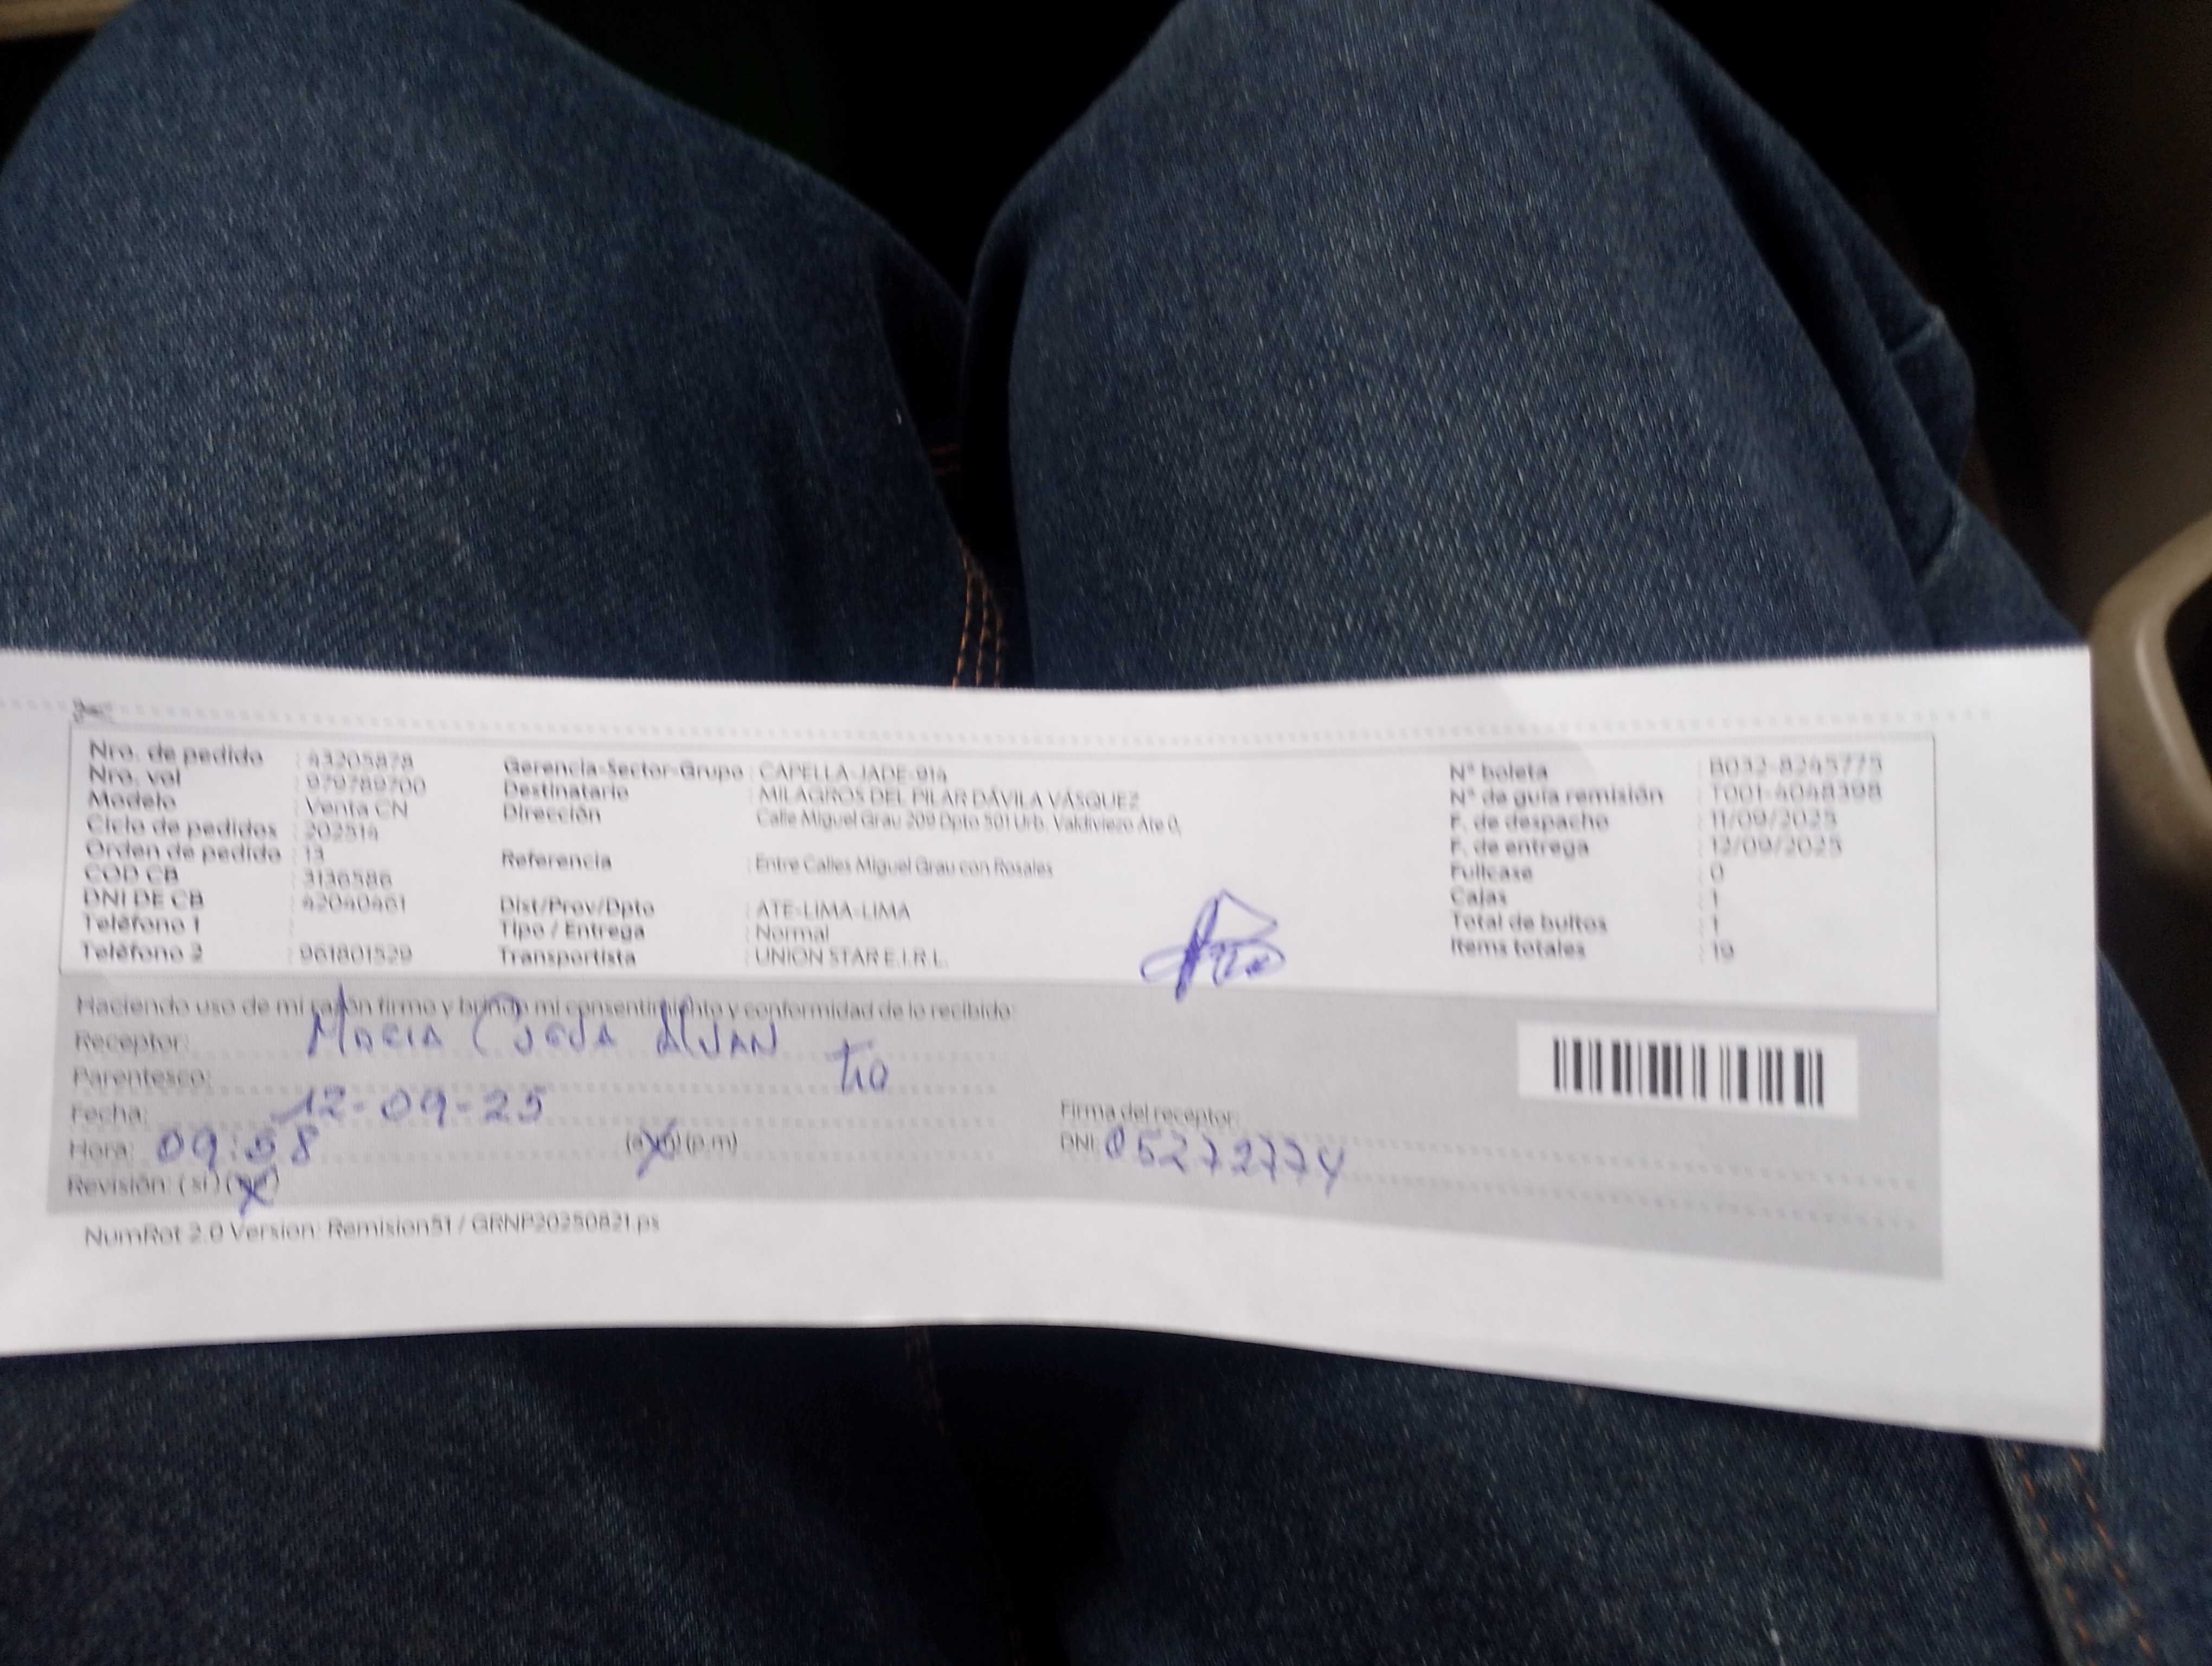 Nro. de pedido : 43205878
Nro. vol : 979789700
Modelo : Venta CN
Ciclo de pedidos : 202514
Orden de pedido : 13
COD CB : 3136586
DNI DE CB : 42040461
Teléfono 1 :
Teléfono 2 : 961801529
Gerencia-Sector-Grupo : CAPELLA-JADE-914
Destinatario : MILAGROS DEL PILAR DÁVILA VÁSQUEZ
Dirección : Calle Miguel Grau 209 Dpto 501 Urb. Valdiviezo Ate 0,
Referencia : Entre Calles Miguel Grau con Rosales
Dist/Prov/Dpto : ATE-LIMA-LIMA
Tipo / Entrega : Normal
Transportista : UNION STAR E.I.R.L.
N° boleta : B032-8245775
N° de guía remisión : T001-4048398
F. de despacho : 11/09/2025
F. de entrega : 12/09/2025
Fullcase : 0
Cajas : 1
Total de bultos : 1
Items totales : 19
Haciendo uso de mi razón firmo y brindo mi consentimiento y conformidad de lo recibido:
Receptor: Maria
Parentesco: tia
Fecha: 12-09-25
Hora: 09:58 (a.m) (p.m)
Revisión: (si) (no)
Firma del receptor:
DNI: 05272774
NumRot 2.0 Version: Remision51 / GRNP20250821.ps